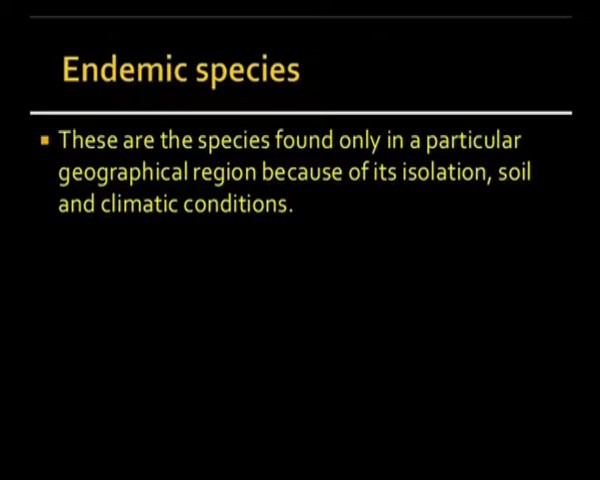 Endemic species
These are the species found only in a particular
geographical region because of its isolation, soil
and climatic conditions.